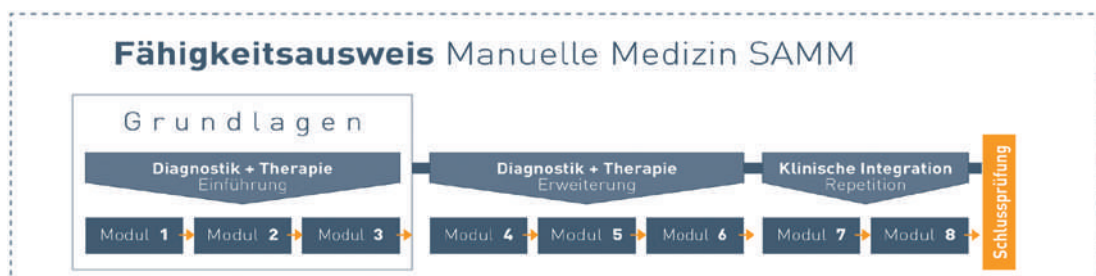 Fähigkeitsausweis Manuelle Medizin SAMM
Grundlagen
Diagnostik + Therapie
Einführung
Modul 1
Modul 2
Modul 3
Diagnostik + Therapie
Erweiterung
Modul 4
Modul 5
Modul 6
Klinische Integration
Repetition
Modul 7
Modul 8
Schlussprüfung